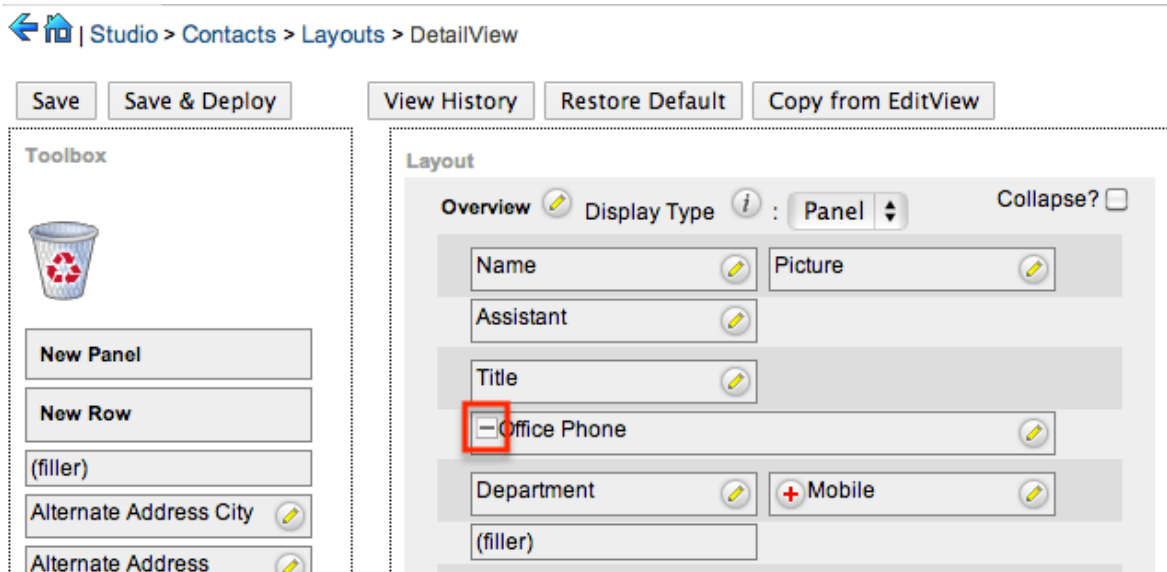 | Studio > Contacts > Layouts > DetailView
Save Save & Deploy View History Restore Default Copy from EditView
Toolbox
New Panel
New Row
(filler)
Alternate Address City
Alternate Address
Layout
Overview Display Type i : Panel Collapse?
Name Picture
Assistant
Title
Office Phone
Department Mobile
(filler)